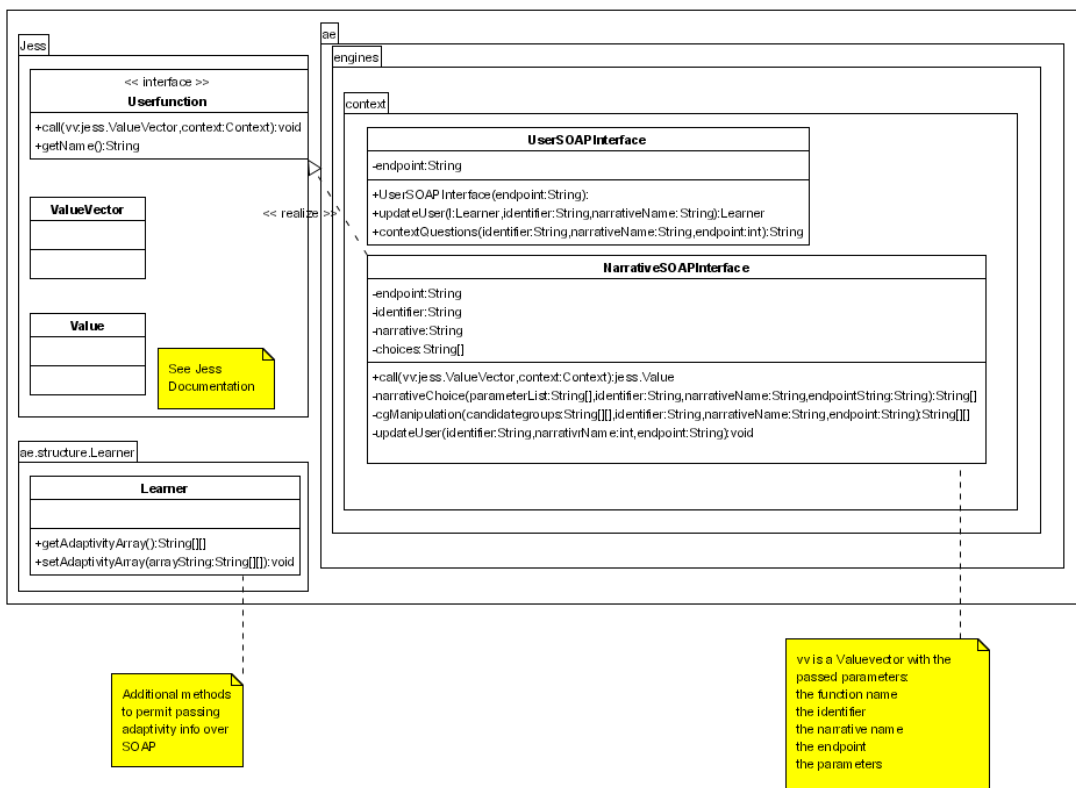 Jess
<< interface >>
Userfunction
+call(vv:jess.ValueVector,context:Context):void
+getName():String
ValueVector
Value
See Jess
Documentation
ae.structure.Learner
Learner
+getAdaptivityArray():String[][]
+setAdaptivityArray(arrayString:String[][]):void
ae
engines
context
UserSOAPInterface
-endpoint:String
+UserSOAPInterface(endpoint:String):
+updateUser(l:Learner,identifier:String,narrativeName:String):Learner
+contextQuestions(identifier:String,narrativeName:String,endpoint:int):String
<< realize >>
NarrativeSOAPInterface
-endpoint:String
-identifier:String
-narrative:String
-choices:String[]
+call(vv:jess.ValueVector,context:Context):jess.Value
-narrativeChoice(parameterList:String[],identifier:String,narrativeName:String,endpointString:String):String[]
-cgManipulation(candidategroups:String[][],identifier:String,narrativeName:String,endpoint:String):String[][]
-updateUser(identifier:String,narrativrName:int,endpoint:String):void
Additional methods
to permit passing
adaptivity info over
SOAP
vv is a Valuevector with the
passed parameters:
the function name
the identifier
the narrative name
the endpoint
the parameters